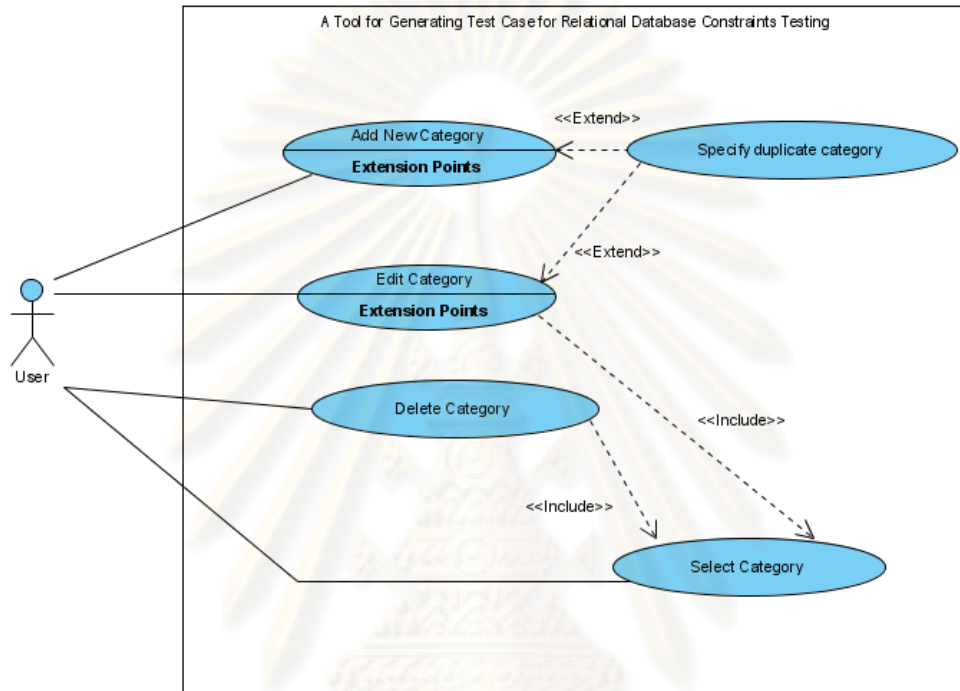 A Tool for Generating Test Case for Relational Database Constraints Testing
<<Extend>>
Add New Category
Extension Points
Specify duplicate category
<<Extend>>
Edit Category
Extension Points
User
Delete Category
<<Include>>
<<Include>>
Select Category